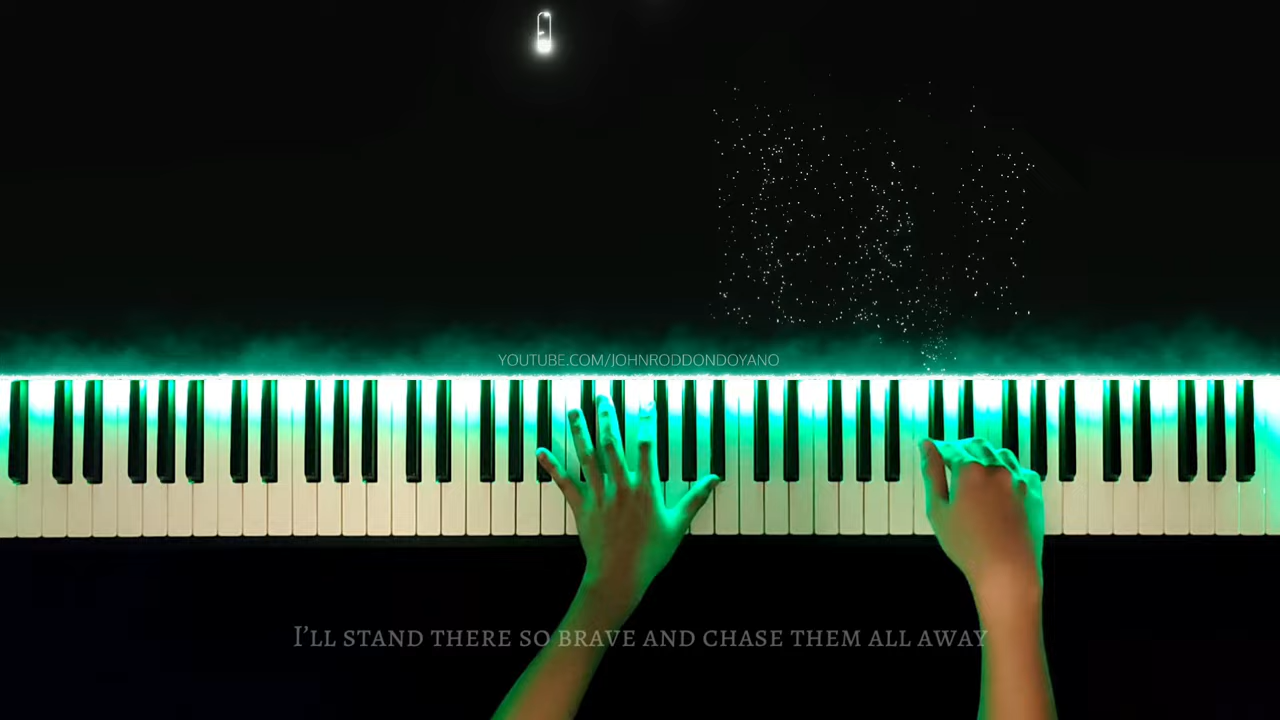 YOUTUBE.COM/JOHNRODDONDOYANO
I'LL STAND THERE SO BRAVE AND CHASE THEM ALL AWAY